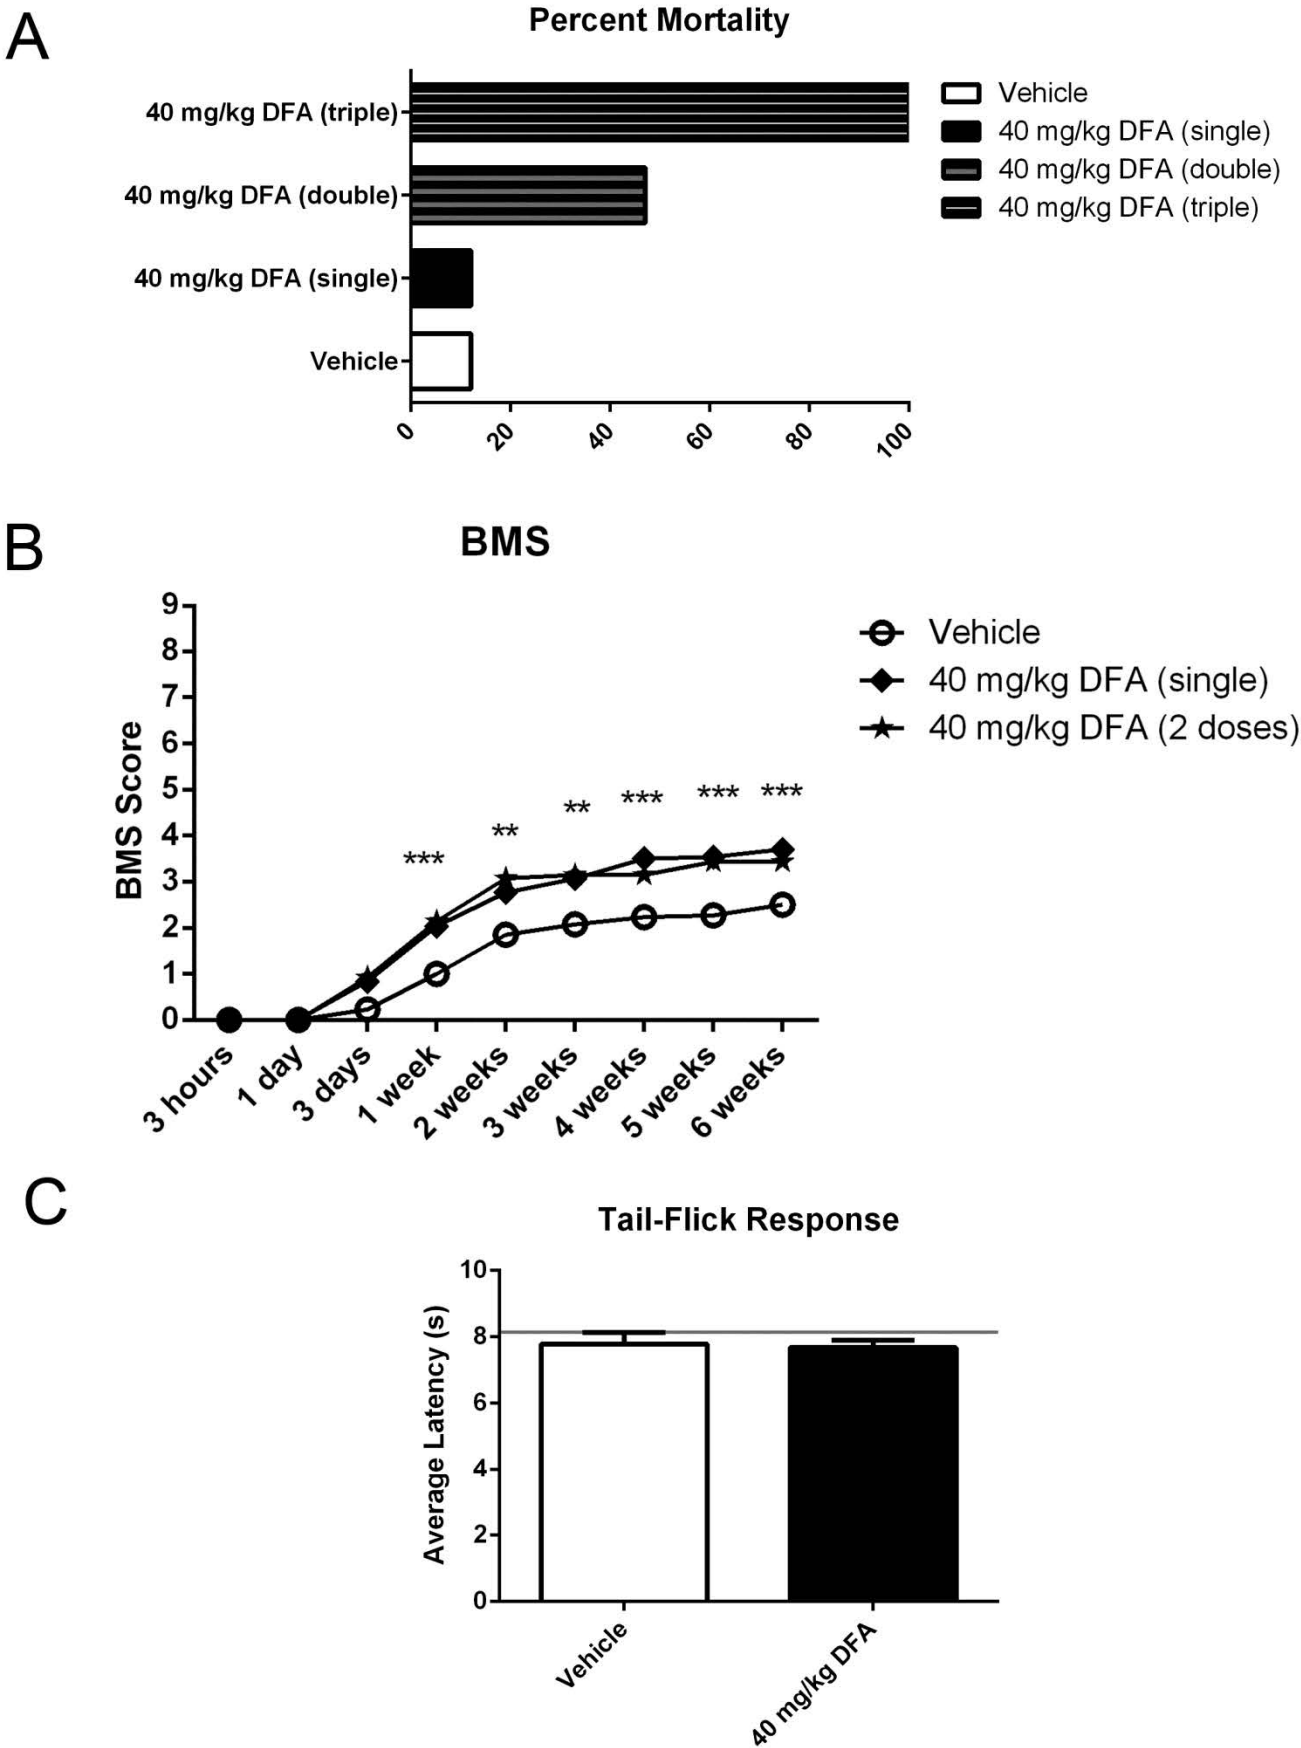 A
Percent Mortality
40 mg/kg DFA (triple)
40 mg/kg DFA (double)
40 mg/kg DFA (single)
Vehicle
0
20
40
60
80
100
Vehicle
40 mg/kg DFA (single)
40 mg/kg DFA (double)
40 mg/kg DFA (triple)
B
BMS
BMS Score
9
8
7
6
5
4
3
2
1
0
***
**
**
***
***
***
3 hours
1 day
3 days
1 week
2 weeks
3 weeks
4 weeks
5 weeks
6 weeks
Vehicle
40 mg/kg DFA (single)
40 mg/kg DFA (2 doses)
C
Tail-Flick Response
Average Latency (s)
10
8
6
4
2
0
Vehicle
40 mg/kg DFA